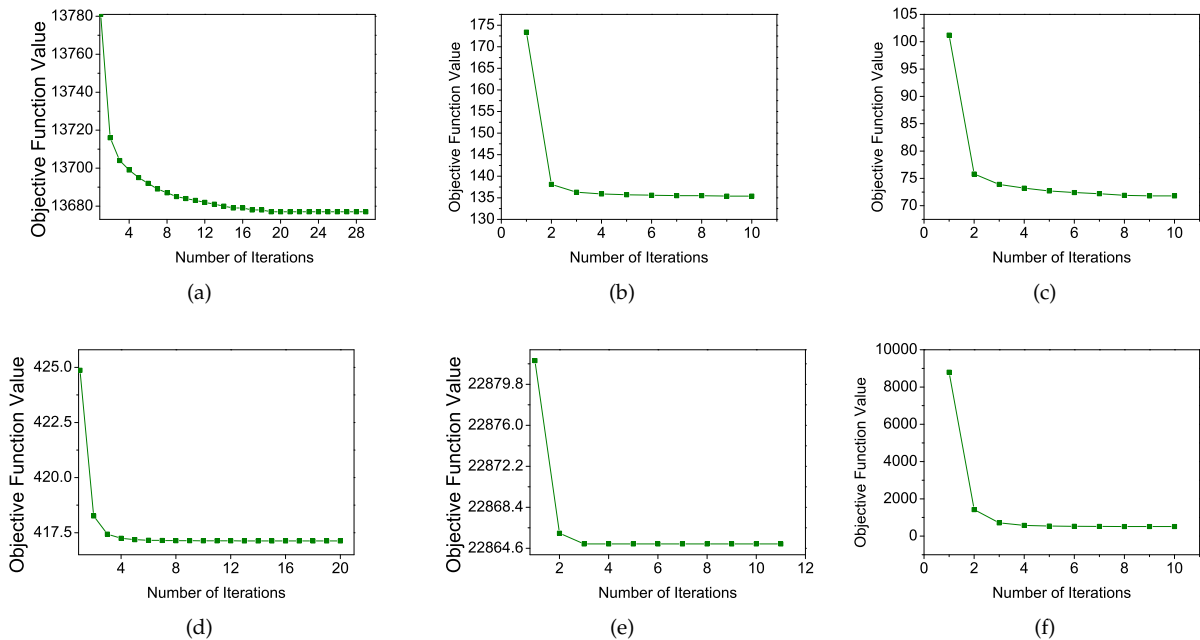 Objective Function Value
13780
13760
13740
13720
13700
13680
4 8 12 16 20 24 28
Number of Iterations
(a)
Objective Function Value
175
170
165
160
155
150
145
140
135
130
0 2 4 6 8 10
Number of Iterations
(b)
Objective Function Value
105
100
95
90
85
80
75
70
0 2 4 6 8 10
Number of Iterations
(c)
Objective Function Value
425.0
422.5
420.0
417.5
4 8 12 16 20
Number of Iterations
(d)
Objective Function Value
22879.8
22876.0
22872.2
22868.4
22864.6
2 4 6 8 10 12
Number of Iterations
(e)
Objective Function Value
10000
8000
6000
4000
2000
0
0 2 4 6 8 10
Number of Iterations
(f)